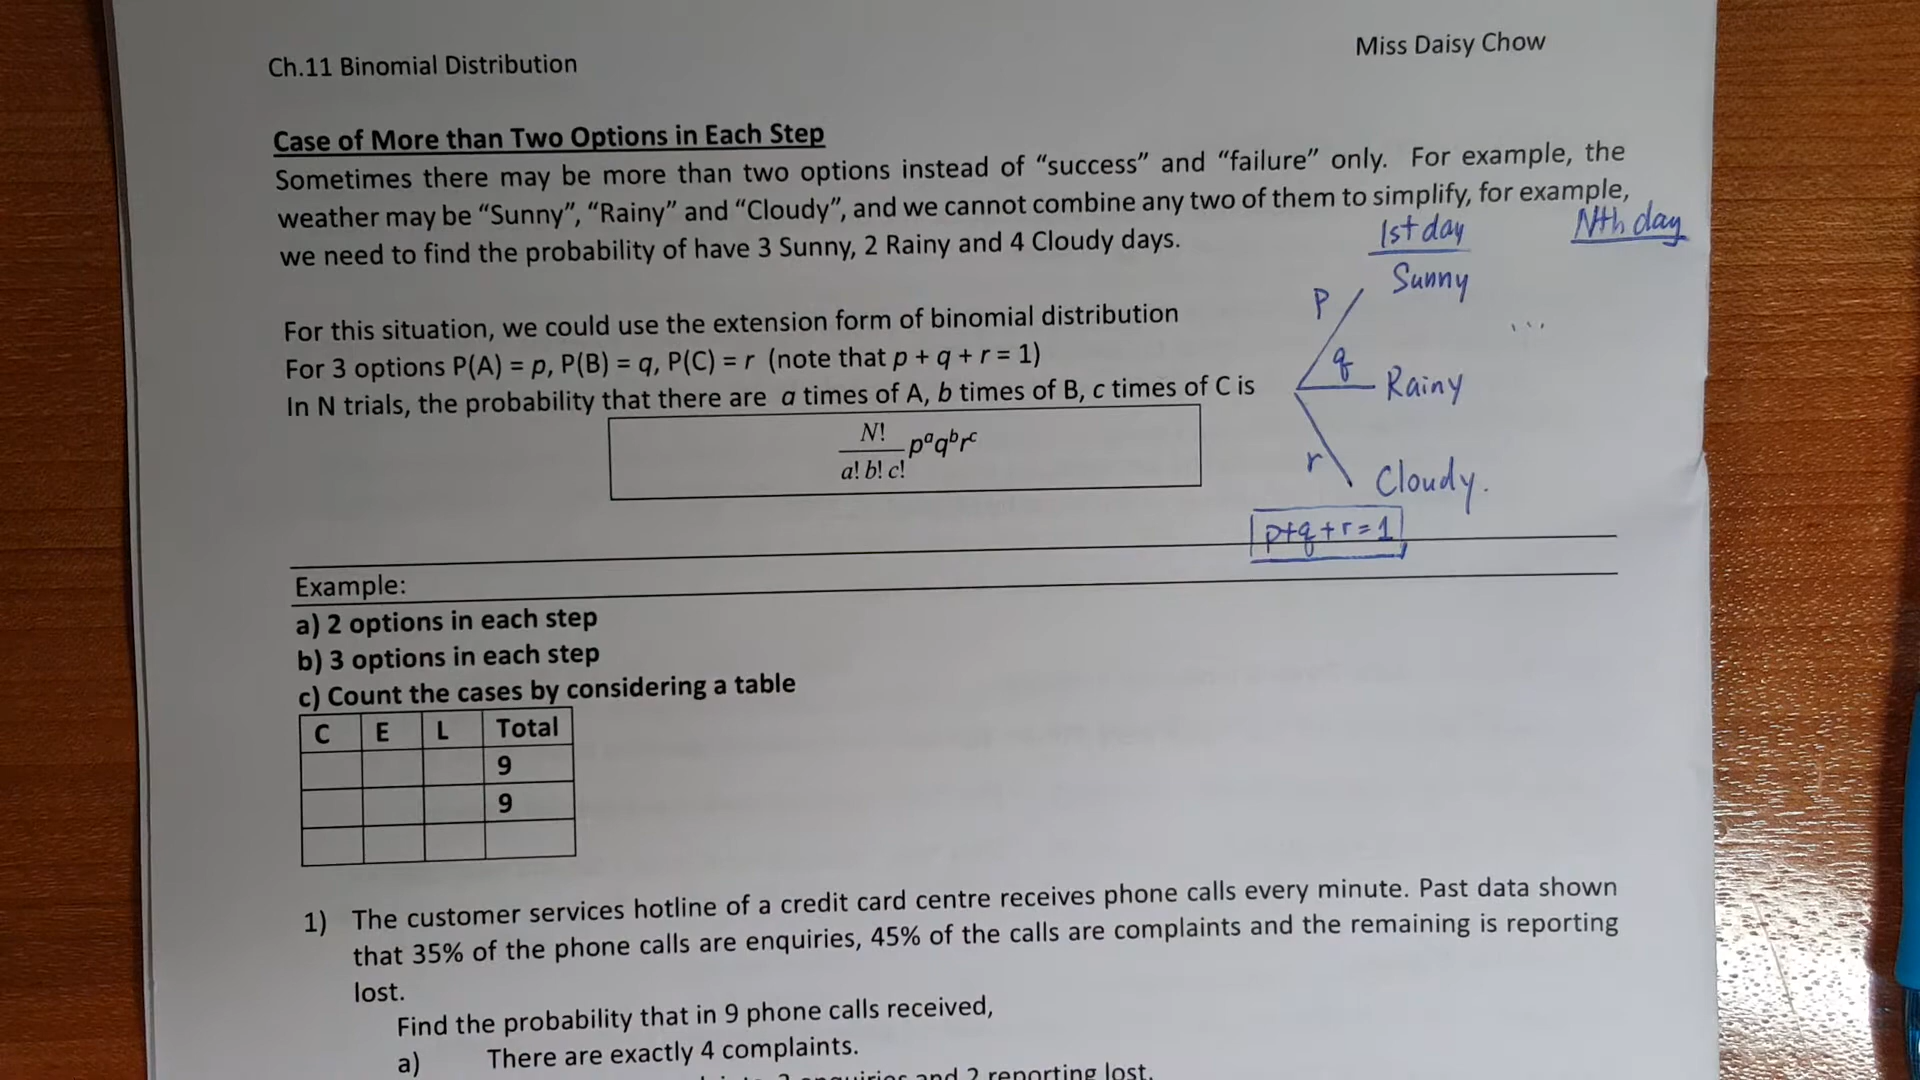 Ch.11 Binomial Distribution
Miss Daisy Chow
Case of More than Two Options in Each Step
Sometimes there may be more than two options instead of “success” and “failure” only. For example, the
weather may be “Sunny”, “Rainy” and “Cloudy”, and we cannot combine any two of them to simplify, for example,
we need to find the probability of have 3 Sunny, 2 Rainy and 4 Cloudy days.
1st day
Nth day
Sunny
p
...
q
Rainy
r
Cloudy.
p+q+r=1
For this situation, we could use the extension form of binomial distribution
For 3 options P(A) = p, P(B) = q, P(C) = r (note that p + q + r = 1)
In N trials, the probability that there are a times of A, b times of B, c times of C is
N!
a! b! c!
pᵃqᵇrᶜ
Example:
a) 2 options in each step
b) 3 options in each step
c) Count the cases by considering a table
C E L Total
9
9
1) The customer services hotline of a credit card centre receives phone calls every minute. Past data shown
that 35% of the phone calls are enquiries, 45% of the calls are complaints and the remaining is reporting
lost.
Find the probability that in 9 phone calls received,
a) There are exactly 4 complaints.
enquiries and 2 reporting lost.